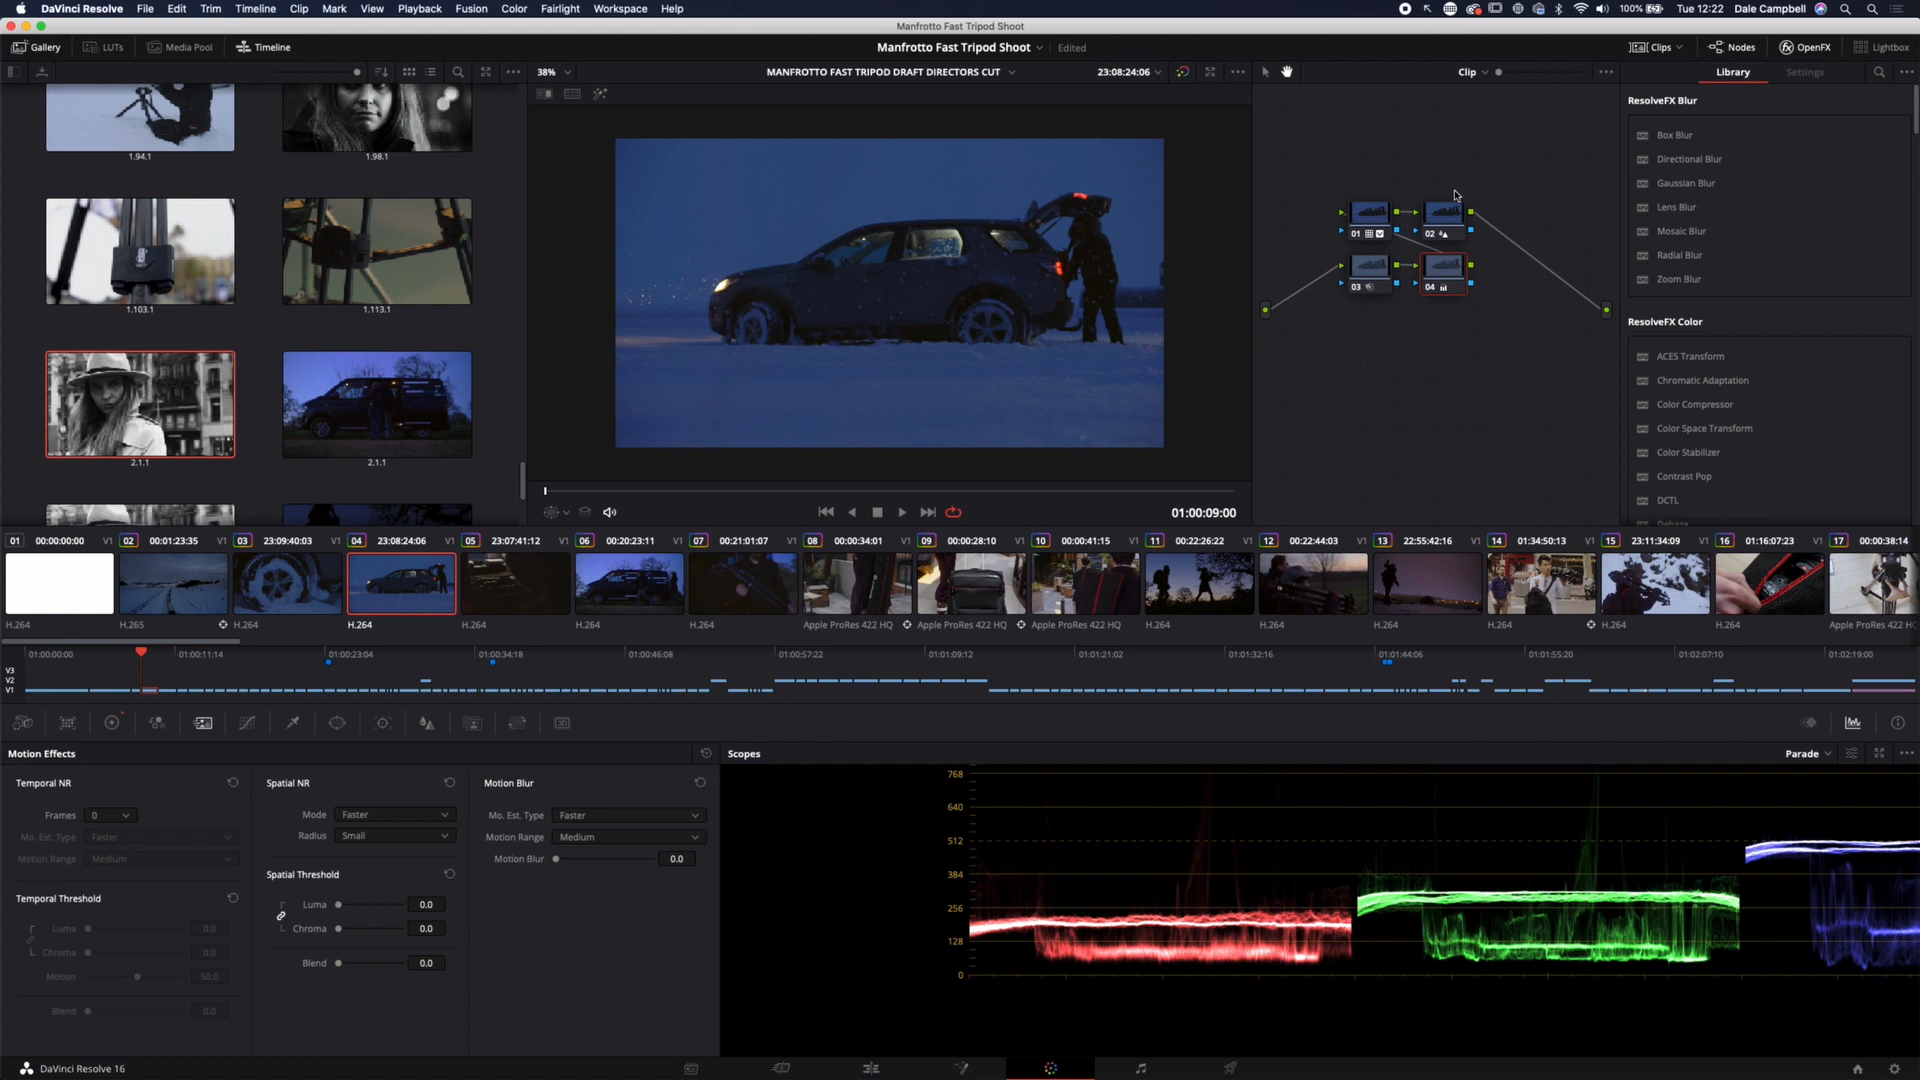 DaVinci Resolve File Edit Trim Timeline Clip Mark View Playback Fusion Color Fairlight Workspace Help 100% Tue 12:22 Dale Campbell
Manfrotto Fast Tripod Shoot
Gallery LUTs Media Pool Timeline Manfrotto Fast Tripod Shoot Edited Clips Nodes OpenFX Lightbox
38% MANFROTTO FAST TRIPOD DRAFT DIRECTORS CUT 23:08:24:06 Clip Library Settings
ResolveFX Blur
Box Blur
Directional Blur
Gaussian Blur
Lens Blur
Mosaic Blur
Radial Blur
Zoom Blur
ResolveFX Color
ACES Transform
Chromatic Adaptation
Color Compressor
Color Space Transform
Color Stabilizer
Contrast Pop
DCTL
Dehaze
1.94.1 1.98.1
1.103.1 1.113.1
2.1.1 2.1.1
01 02
03 04
01:00:09:00
01 00:00:00:00 V1 02 00:01:23:35 V1 03 23:09:40:03 V1 04 23:08:24:06 V1 05 23:07:41:12 V1 06 00:20:23:11 V1 07 00:21:01:07 V1 08 00:00:34:01 V1 09 00:00:28:10 V1 10 00:00:41:15 V1 11 00:22:26:22 V1 12 00:22:44:03 V1 13 22:55:42:16 V1 14 01:34:50:13 V1 15 23:11:34:09 V1 16 01:16:07:23 V1 17 00:00:38:14
H.264 H.265 H.264 H.264 H.264 H.264 H.264 Apple ProRes 422 HQ Apple ProRes 422 HQ Apple ProRes 422 HQ H.264 H.264 H.264 H.264 H.264 H.264 Apple ProRes 422 HQ
01:00:00:00 01:00:11:14 01:00:23:04 01:00:34:18 01:00:46:08 01:00:57:22 01:01:09:12 01:01:21:02 01:01:32:16 01:01:44:06 01:01:55:20 01:02:07:10 01:02:19:00
V3
V2
V1
Motion Effects Scopes Parade
Temporal NR Spatial NR Motion Blur
Frames 0 Mode Faster Mo. Est. Type Faster
Mo. Est. Type Faster Radius Small Motion Range Medium
Motion Range Medium Motion Blur 0.0
Spatial Threshold
Temporal Threshold
Luma 0.0
Chroma 0.0
Luma 0.0
Chroma 0.0
Blend 0.0
Motion 50.0
Blend 0.0
768
640
512
384
256
128
0
DaVinci Resolve 16